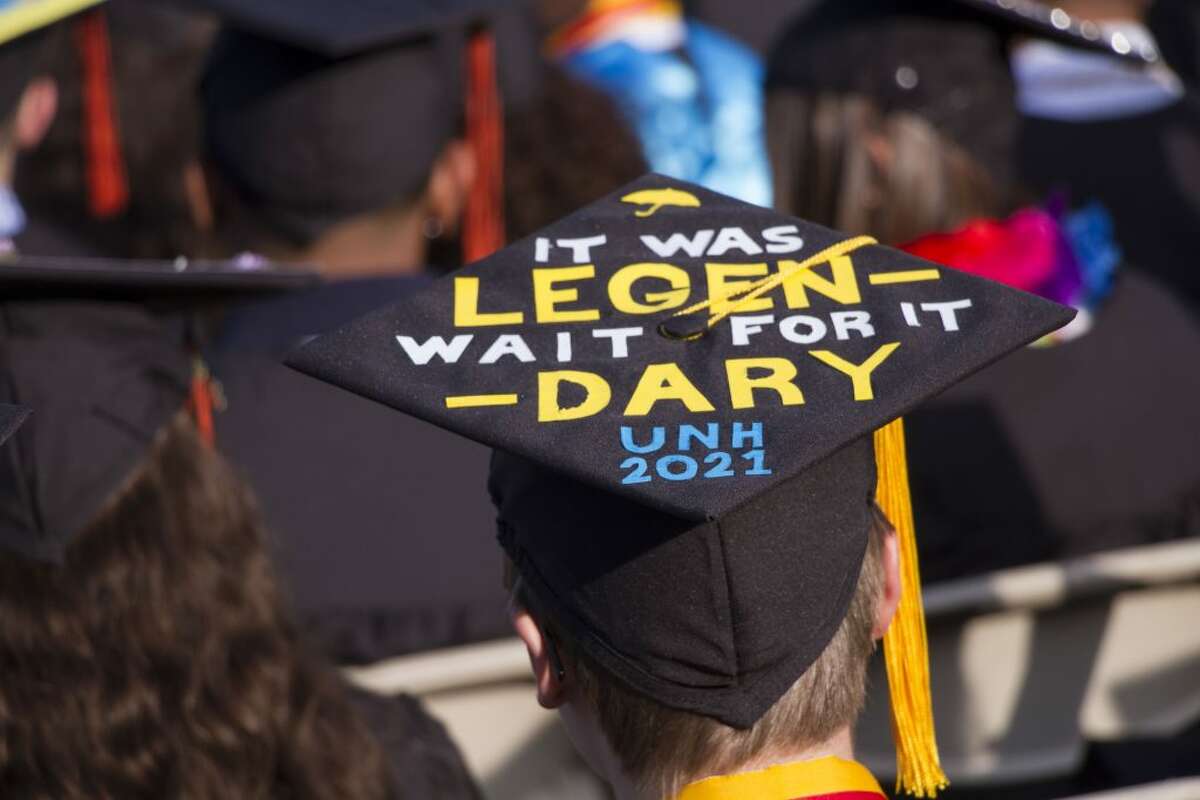 IT WAS
LEGEN–
WAIT FOR IT
–DARY
UNH
2021